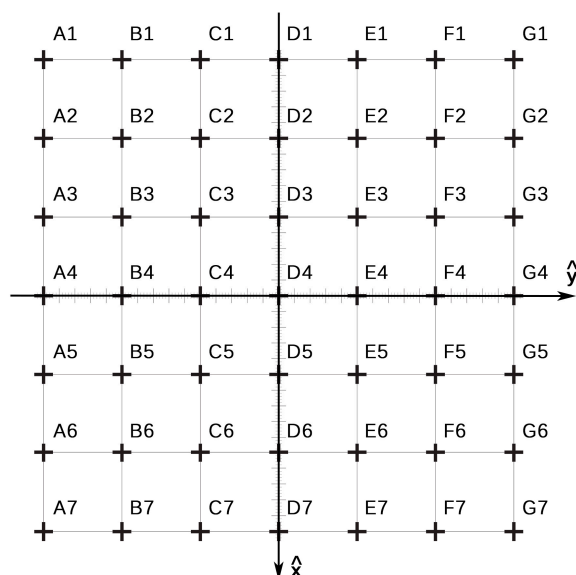 A1 B1 C1 D1 E1 F1 G1
A2 B2 C2 D2 E2 F2 G2
A3 B3 C3 D3 E3 F3 G3
A4 B4 C4 D4 E4 F4 G4
ŷ
A5 B5 C5 D5 E5 F5 G5
A6 B6 C6 D6 E6 F6 G6
A7 B7 C7 D7 E7 F7 G7
x̂